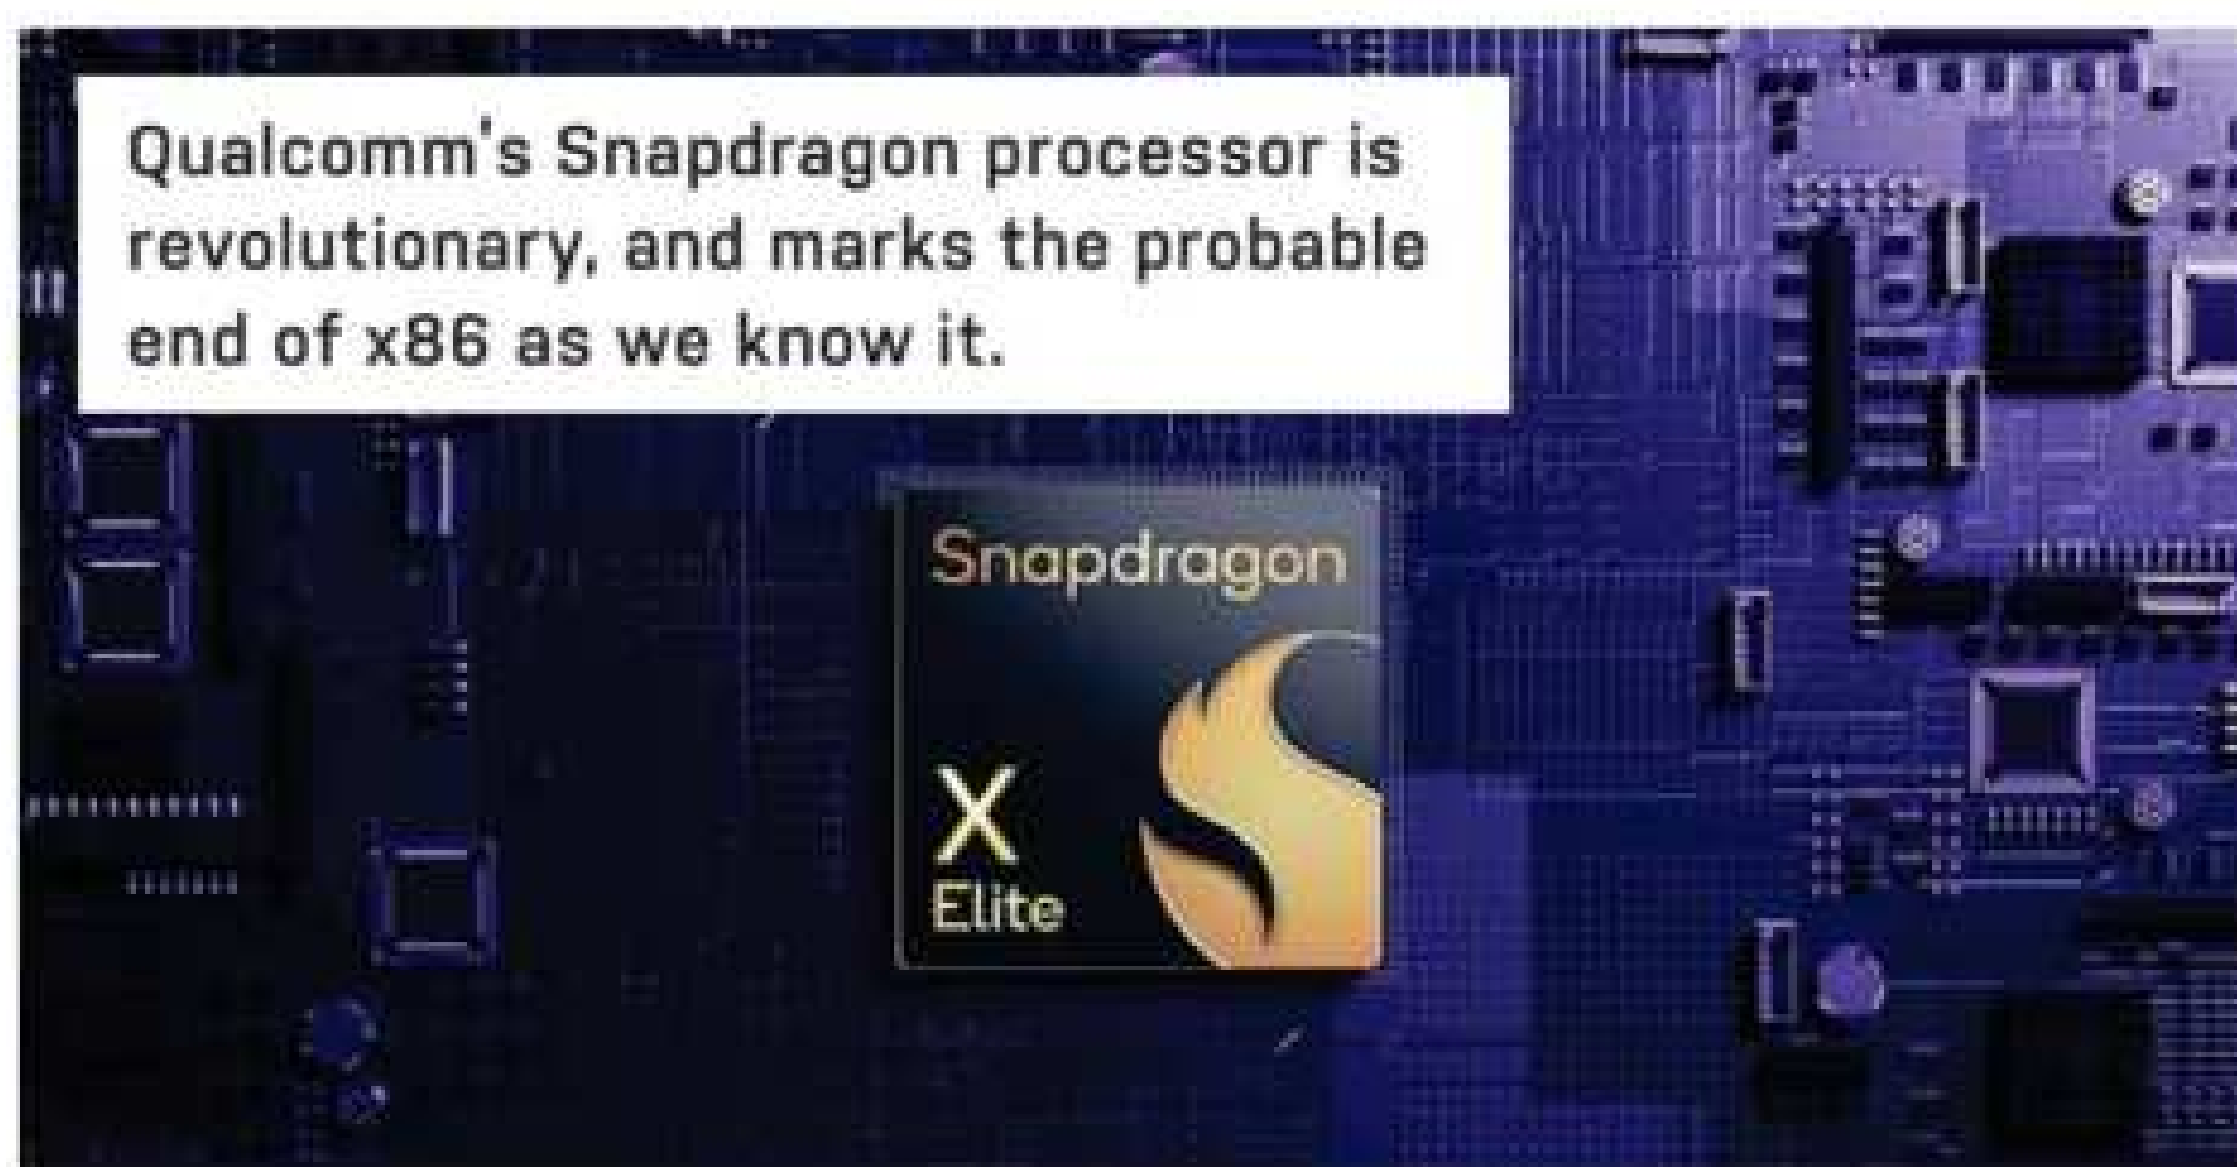 Qualcomm's Snapdragon processor is
revolutionary, and marks the probable
end of x86 as we know it.
Snapdragon
X
Elite